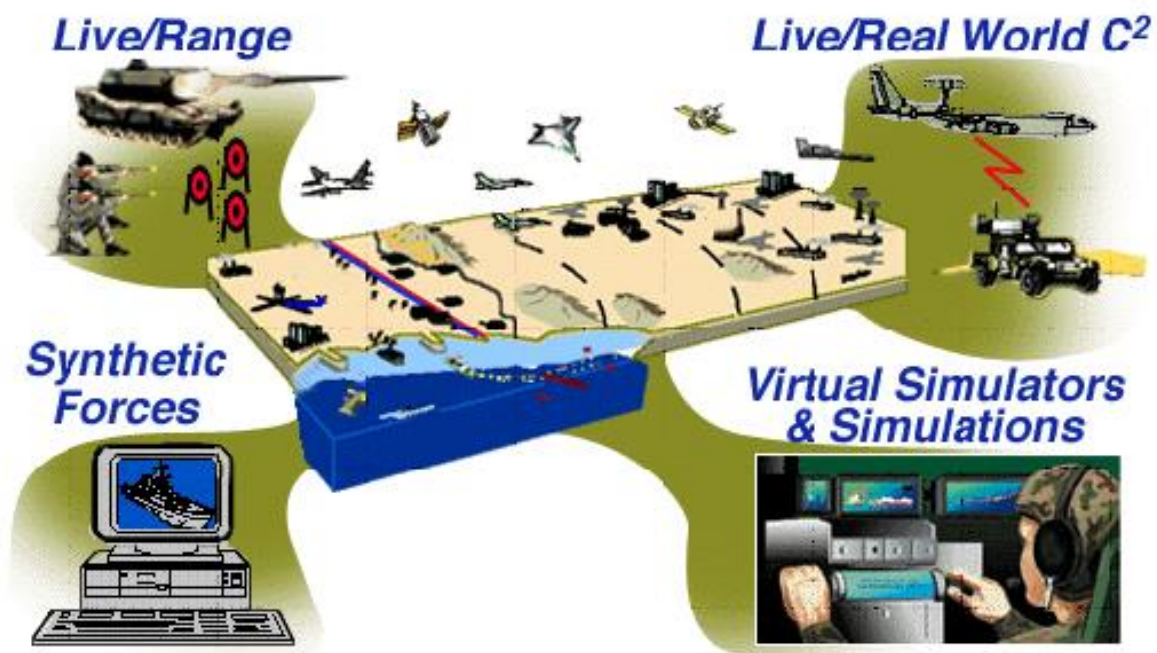 Live/Range
Live/Real World C²
Synthetic
Forces
Virtual Simulators
& Simulations